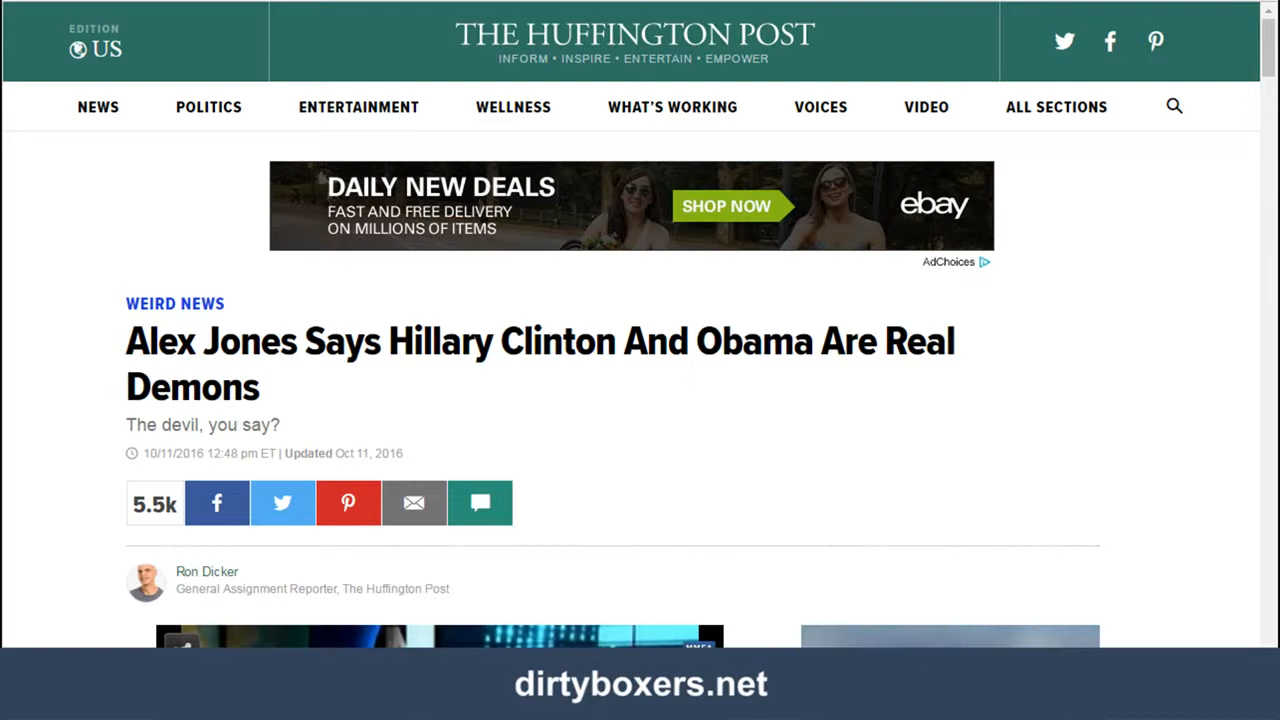 EDITION
US
THE HUFFINGTON POST
INFORM • INSPIRE • ENTERTAIN • EMPOWER
NEWS POLITICS ENTERTAINMENT WELLNESS WHAT'S WORKING VOICES VIDEO ALL SECTIONS
DAILY NEW DEALS
FAST AND FREE DELIVERY
ON MILLIONS OF ITEMS
SHOP NOW
ebay
AdChoices
WEIRD NEWS
Alex Jones Says Hillary Clinton And Obama Are Real
Demons
The devil, you say?
10/11/2016 12:48 pm ET | Updated Oct 11, 2016
5.5k
Ron Dicker
General Assignment Reporter, The Huffington Post
dirtyboxers.net